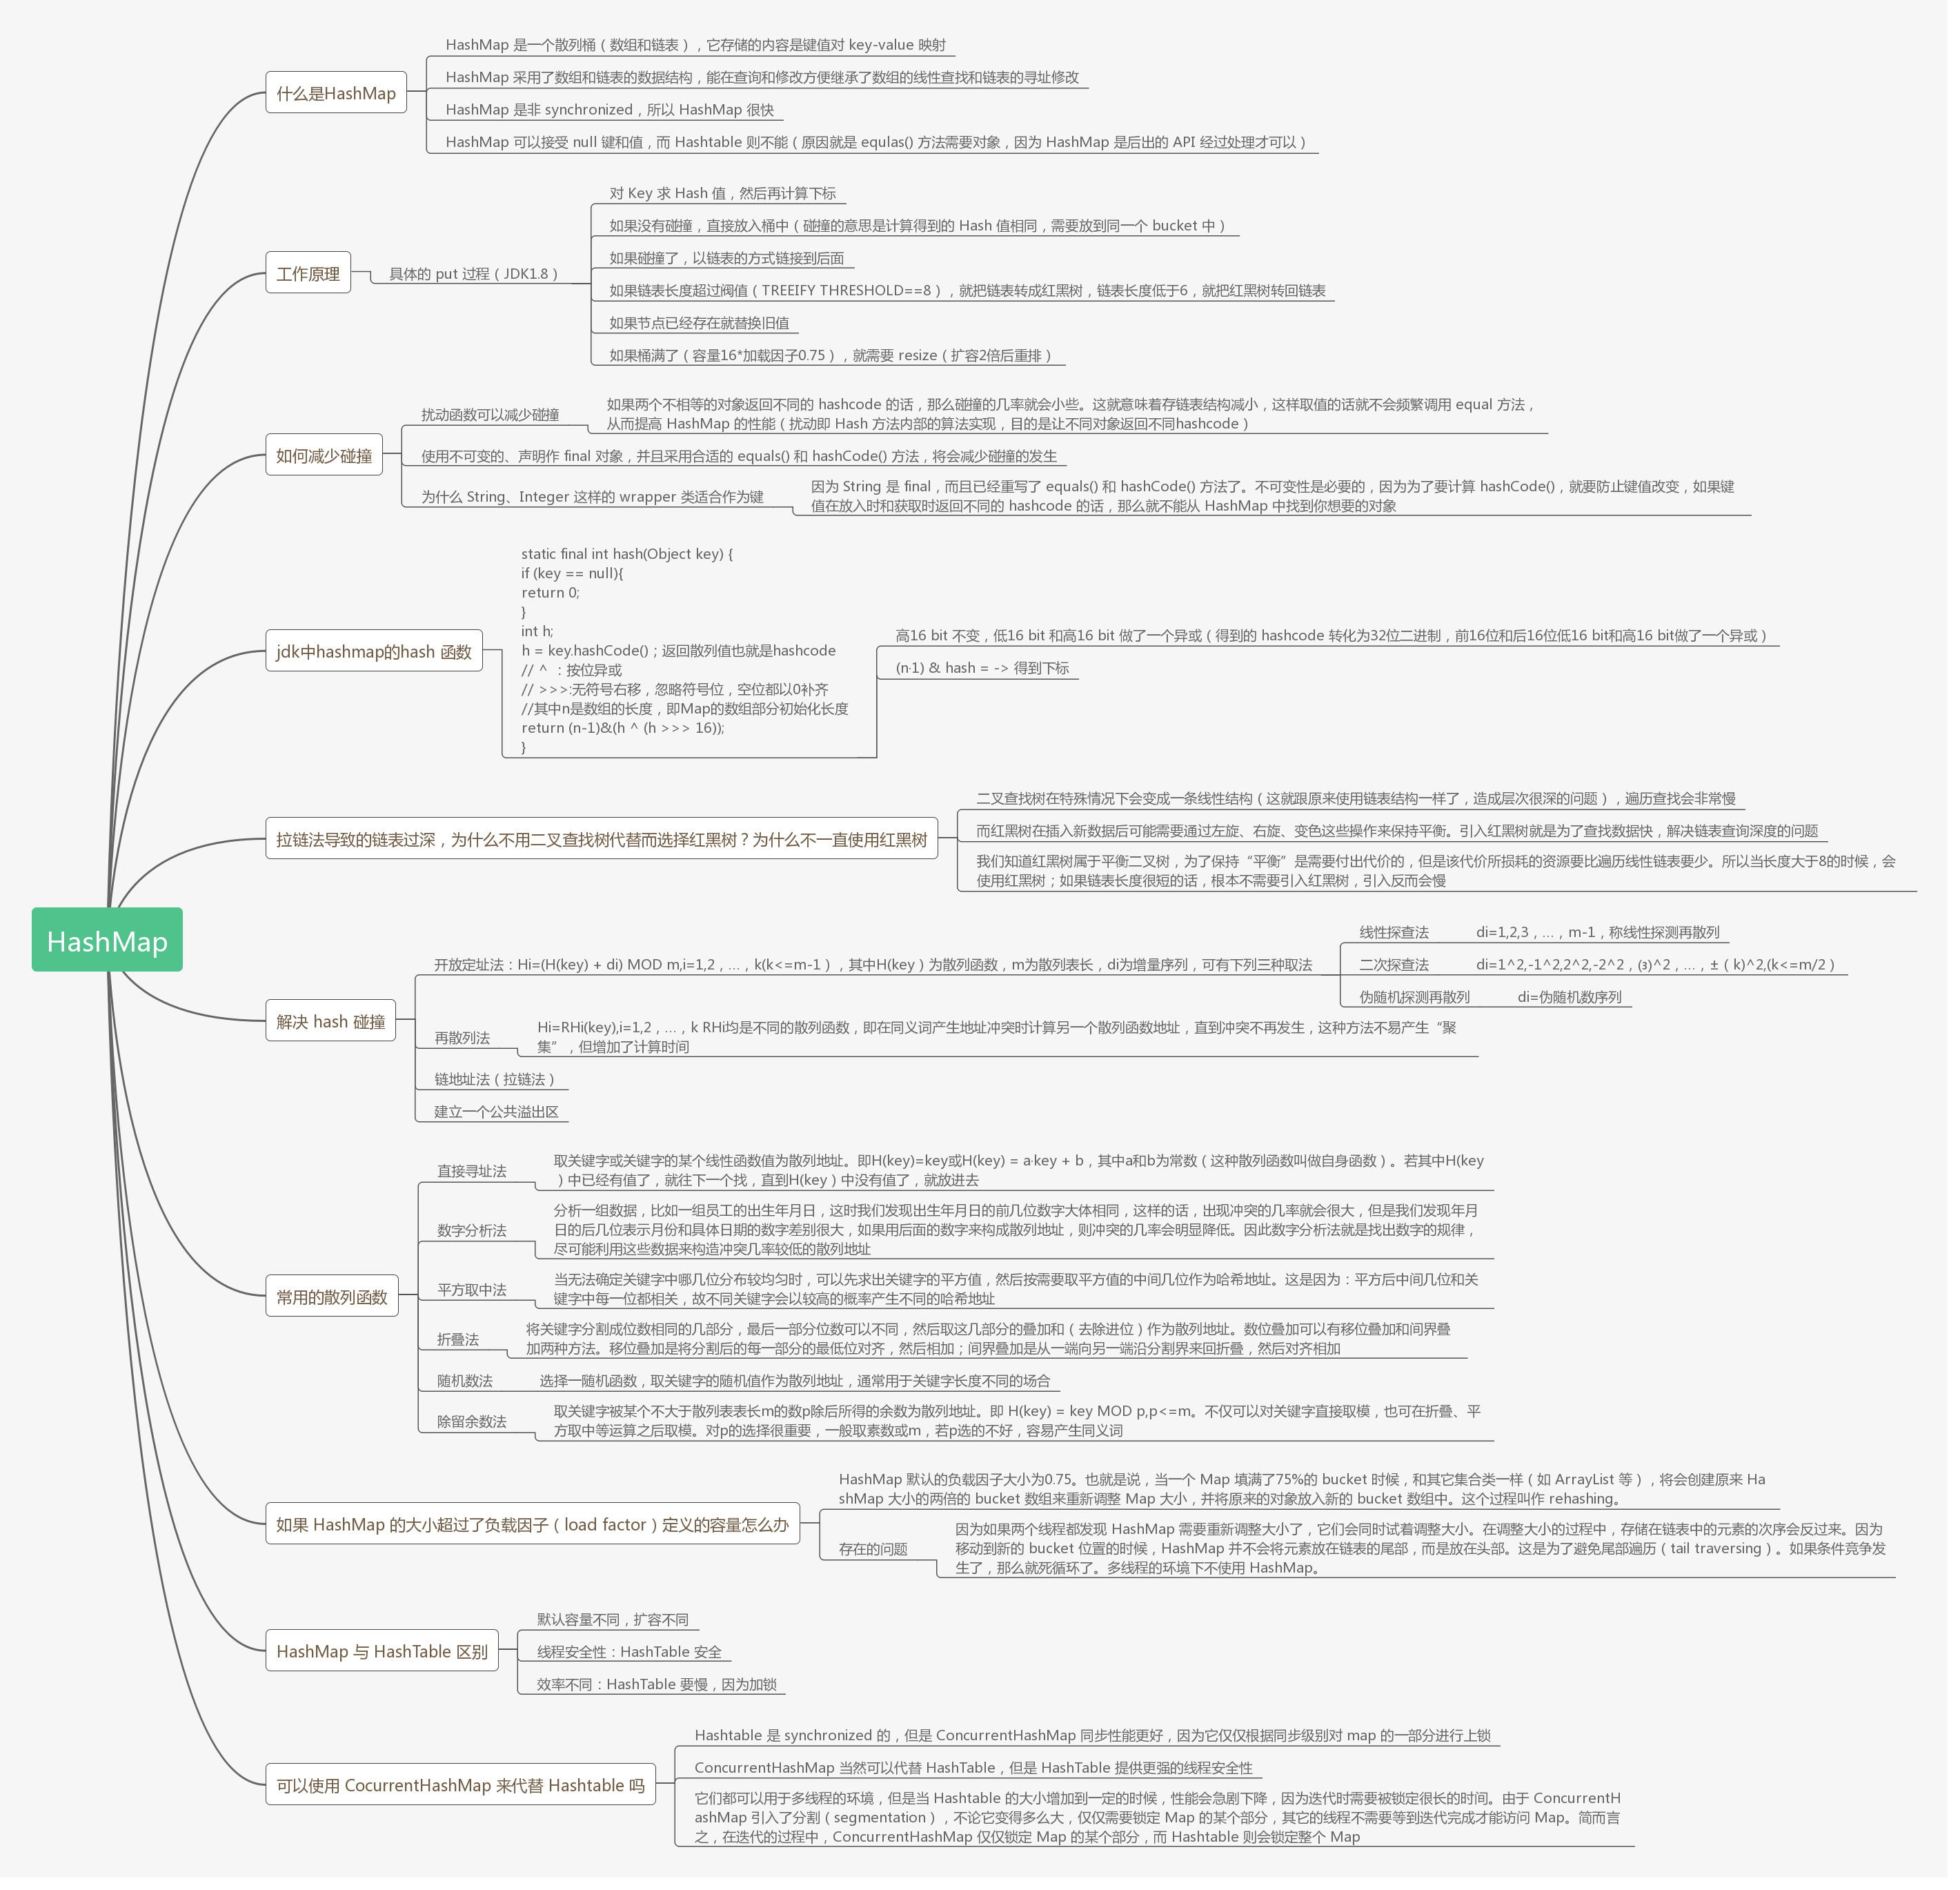 HashMap
什么是HashMap
HashMap 是一个散列桶（数组和链表），它存储的内容是键值对 key-value 映射
HashMap 采用了数组和链表的数据结构，能在查询和修改方便继承了数组的线性查找和链表的寻址修改
HashMap 是非 synchronized，所以 HashMap 很快
HashMap 可以接受 null 键和值，而 Hashtable 则不能（原因就是 equlas() 方法需要对象，因为 HashMap 是后出的 API 经过处理才可以）
工作原理
具体的 put 过程（JDK1.8）
对 Key 求 Hash 值，然后再计算下标
如果没有碰撞，直接放入桶中（碰撞的意思是计算得到的 Hash 值相同，需要放到同一个 bucket 中）
如果碰撞了，以链表的方式链接到后面
如果链表长度超过阀值（TREEIFY THRESHOLD==8），就把链表转成红黑树，链表长度低于6，就把红黑树转回链表
如果节点已经存在就替换旧值
如果桶满了（容量16*加载因子0.75），就需要 resize（扩容2倍后重排）
如何减少碰撞
扰动函数可以减少碰撞
如果两个不相等的对象返回不同的 hashcode 的话，那么碰撞的几率就会小些。这就意味着存链表结构减小，这样取值的话就不会频繁调用 equal 方法，
从而提高 HashMap 的性能（扰动即 Hash 方法内部的算法实现，目的是让不同对象返回不同hashcode）
使用不可变的、声明作 final 对象，并且采用合适的 equals() 和 hashCode() 方法，将会减少碰撞的发生
为什么 String、Integer 这样的 wrapper 类适合作为键
因为 String 是 final，而且已经重写了 equals() 和 hashCode() 方法了。不可变性是必要的，因为为了要计算 hashCode()，就要防止键值改变，如果键
值在放入时和获取时返回不同的 hashcode 的话，那么就不能从 HashMap 中找到你想要的对象
jdk中hashmap的hash 函数
static final int hash(Object key) {
if (key == null){
return 0;
}
int h;
h = key.hashCode()；返回散列值也就是hashcode
// ^ ：按位异或
// >>>:无符号右移，忽略符号位，空位都以0补齐
//其中n是数组的长度，即Map的数组部分初始化长度
return (n-1)&(h ^ (h >>> 16));
}
高16 bit 不变，低16 bit 和高16 bit 做了一个异或（得到的 hashcode 转化为32位二进制，前16位和后16位低16 bit和高16 bit做了一个异或）
(n·1) & hash = -> 得到下标
拉链法导致的链表过深，为什么不用二叉查找树代替而选择红黑树？为什么不一直使用红黑树
二叉查找树在特殊情况下会变成一条线性结构（这就跟原来使用链表结构一样了，造成层次很深的问题），遍历查找会非常慢
而红黑树在插入新数据后可能需要通过左旋、右旋、变色这些操作来保持平衡。引入红黑树就是为了查找数据快，解决链表查询深度的问题
我们知道红黑树属于平衡二叉树，为了保持“平衡”是需要付出代价的，但是该代价所损耗的资源要比遍历线性链表要少。所以当长度大于8的时候，会
使用红黑树；如果链表长度很短的话，根本不需要引入红黑树，引入反而会慢
解决 hash 碰撞
开放定址法：Hi=(H(key) + di) MOD m,i=1,2，…，k(k<=m-1），其中H(key）为散列函数，m为散列表长，di为增量序列，可有下列三种取法
线性探查法 di=1,2,3，…，m-1，称线性探测再散列
二次探查法 di=1^2,-1^2,2^2,-2^2，⑶^2，…，±（k)^2,(k<=m/2）
伪随机探测再散列 di=伪随机数序列
再散列法
Hi=RHi(key),i=1,2，…，k RHi均是不同的散列函数，即在同义词产生地址冲突时计算另一个散列函数地址，直到冲突不再发生，这种方法不易产生“聚
集”，但增加了计算时间
链地址法（拉链法）
建立一个公共溢出区
常用的散列函数
直接寻址法
取关键字或关键字的某个线性函数值为散列地址。即H(key)=key或H(key) = a·key + b，其中a和b为常数（这种散列函数叫做自身函数）。若其中H(key
）中已经有值了，就往下一个找，直到H(key）中没有值了，就放进去
数字分析法
分析一组数据，比如一组员工的出生年月日，这时我们发现出生年月日的前几位数字大体相同，这样的话，出现冲突的几率就会很大，但是我们发现年月
日的后几位表示月份和具体日期的数字差别很大，如果用后面的数字来构成散列地址，则冲突的几率会明显降低。因此数字分析法就是找出数字的规律，
尽可能利用这些数据来构造冲突几率较低的散列地址
平方取中法
当无法确定关键字中哪几位分布较均匀时，可以先求出关键字的平方值，然后按需要取平方值的中间几位作为哈希地址。这是因为：平方后中间几位和关
键字中每一位都相关，故不同关键字会以较高的概率产生不同的哈希地址
折叠法
将关键字分割成位数相同的几部分，最后一部分位数可以不同，然后取这几部分的叠加和（去除进位）作为散列地址。数位叠加可以有移位叠加和间界叠
加两种方法。移位叠加是将分割后的每一部分的最低位对齐，然后相加；间界叠加是从一端向另一端沿分割界来回折叠，然后对齐相加
随机数法 选择一随机函数，取关键字的随机值作为散列地址，通常用于关键字长度不同的场合
除留余数法
取关键字被某个不大于散列表表长m的数p除后所得的余数为散列地址。即 H(key) = key MOD p,p<=m。不仅可以对关键字直接取模，也可在折叠、平
方取中等运算之后取模。对p的选择很重要，一般取素数或m，若p选的不好，容易产生同义词
如果 HashMap 的大小超过了负载因子（load factor）定义的容量怎么办
HashMap 默认的负载因子大小为0.75。也就是说，当一个 Map 填满了75%的 bucket 时候，和其它集合类一样（如 ArrayList 等），将会创建原来 Ha
shMap 大小的两倍的 bucket 数组来重新调整 Map 大小，并将原来的对象放入新的 bucket 数组中。这个过程叫作 rehashing。
存在的问题
因为如果两个线程都发现 HashMap 需要重新调整大小了，它们会同时试着调整大小。在调整大小的过程中，存储在链表中的元素的次序会反过来。因为
移动到新的 bucket 位置的时候，HashMap 并不会将元素放在链表的尾部，而是放在头部。这是为了避免尾部遍历（tail traversing）。如果条件竞争发
生了，那么就死循环了。多线程的环境下不使用 HashMap。
HashMap 与 HashTable 区别
默认容量不同，扩容不同
线程安全性：HashTable 安全
效率不同：HashTable 要慢，因为加锁
可以使用 CocurrentHashMap 来代替 Hashtable 吗
Hashtable 是 synchronized 的，但是 ConcurrentHashMap 同步性能更好，因为它仅仅根据同步级别对 map 的一部分进行上锁
ConcurrentHashMap 当然可以代替 HashTable，但是 HashTable 提供更强的线程安全性
它们都可以用于多线程的环境，但是当 Hashtable 的大小增加到一定的时候，性能会急剧下降，因为迭代时需要被锁定很长的时间。由于 ConcurrentH
ashMap 引入了分割（segmentation），不论它变得多么大，仅仅需要锁定 Map 的某个部分，其它的线程不需要等到迭代完成才能访问 Map。简而言
之，在迭代的过程中，ConcurrentHashMap 仅仅锁定 Map 的某个部分，而 Hashtable 则会锁定整个 Map